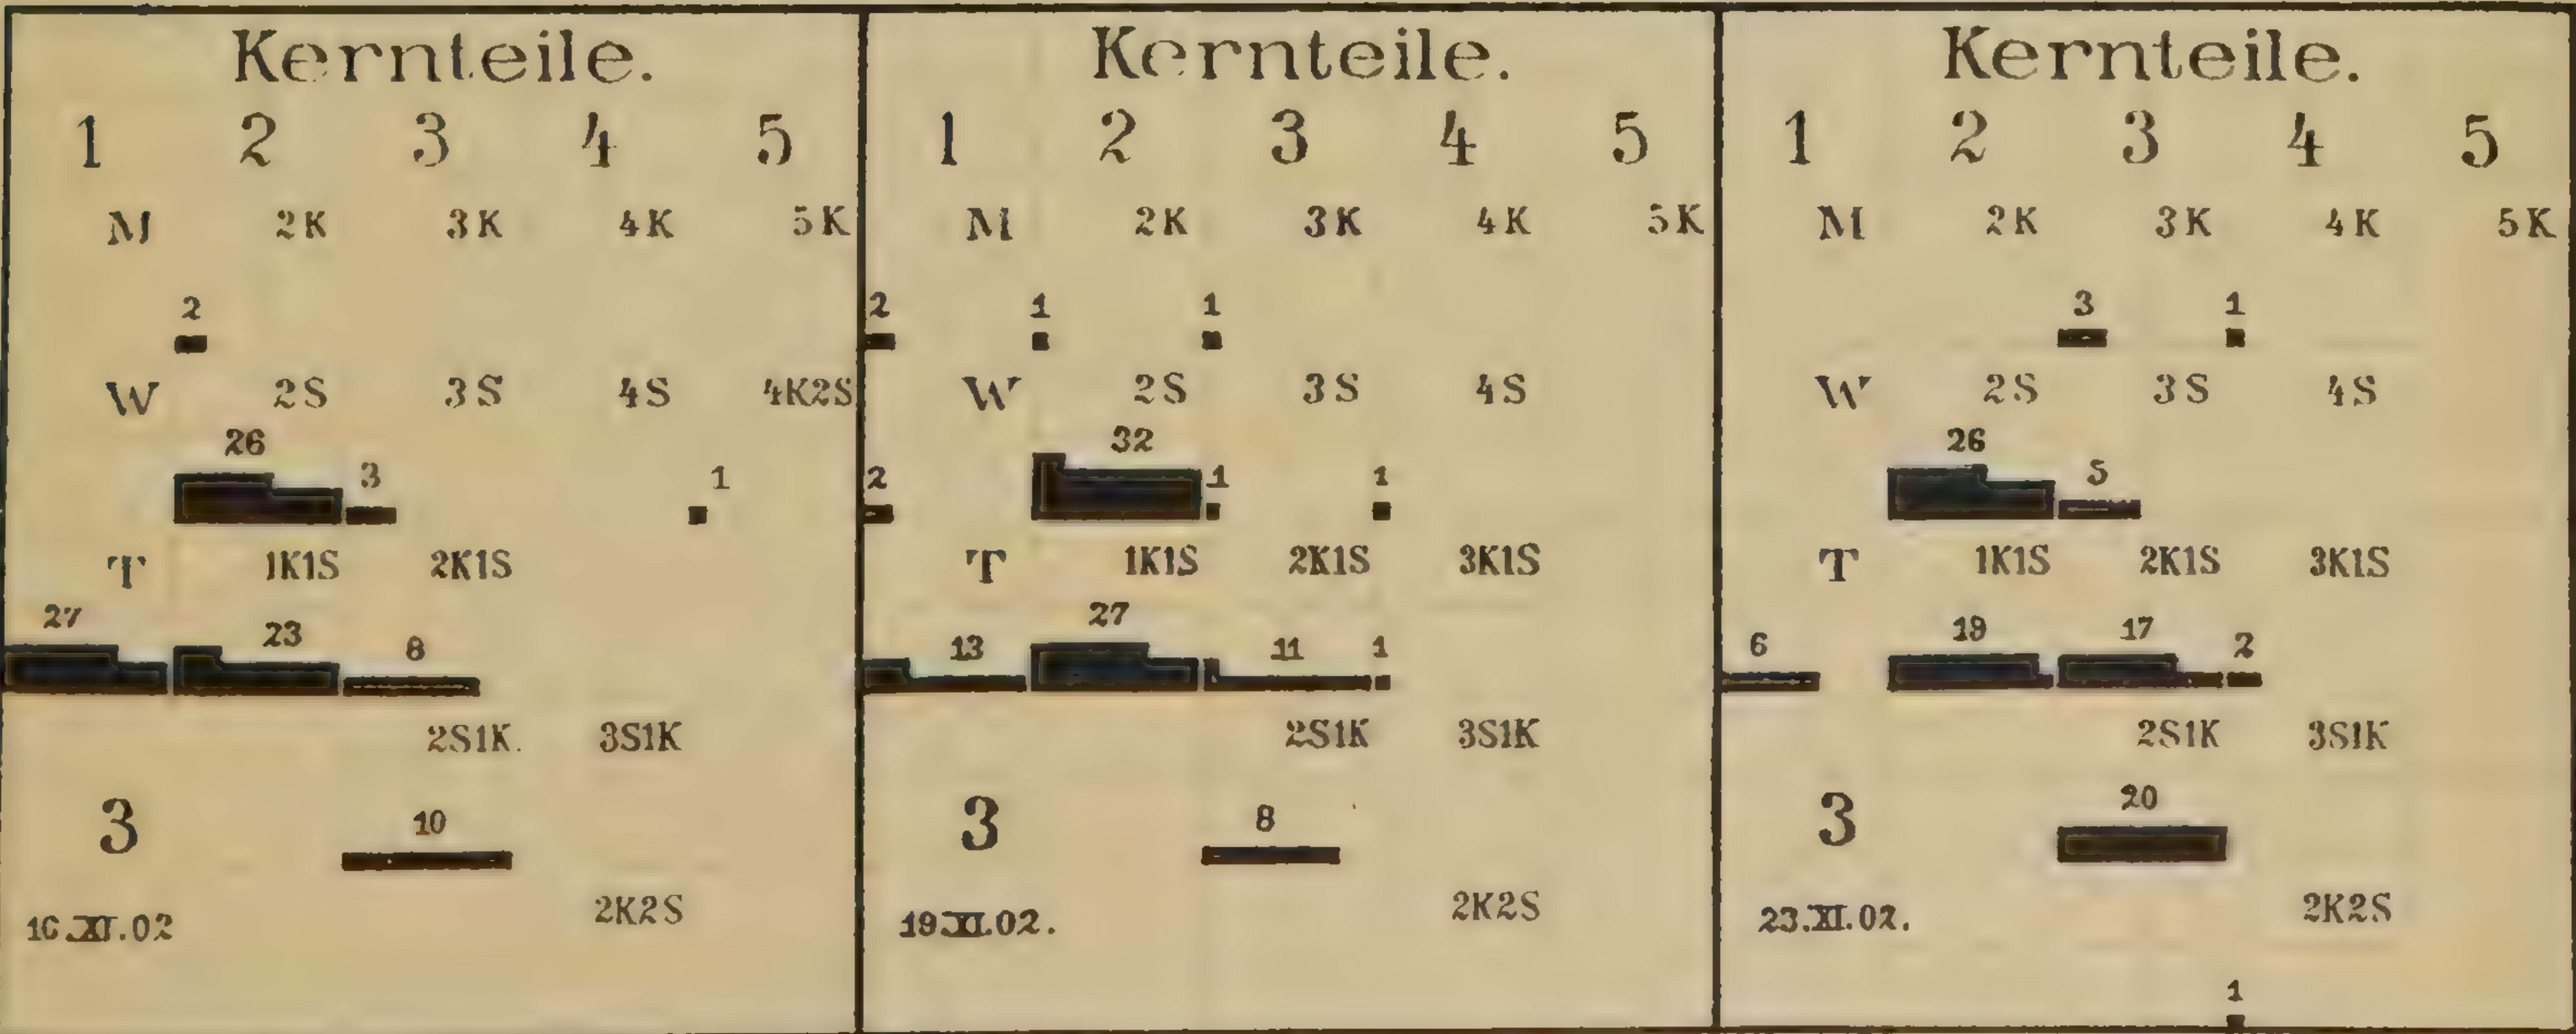 Kernteile.
1 2 3 4 5
M 2K 3K 4K 5K
2
W 2S 3S 4S 4K2S
26 3 1
T 1K1S 2K1S
27 23 8
2S1K. 3S1K
3 10
16.XI.02 2K2S
Kernteile.
1 2 3 4 5
M 2K 3K 4K 5K
2 1 1
W 2S 3S 4S
2 32 1 1
T 1K1S 2K1S 3K1S
13 27 11 1
2S1K 3S1K
3 8
19.XI.02. 2K2S
Kernteile.
1 2 3 4 5
M 2K 3K 4K 5K
3 1
W 2S 3S 4S
26 5
T 1K1S 2K1S 3K1S
6 19 17 2
2S1K 3S1K
3 20
23.XI.02. 2K2S
1